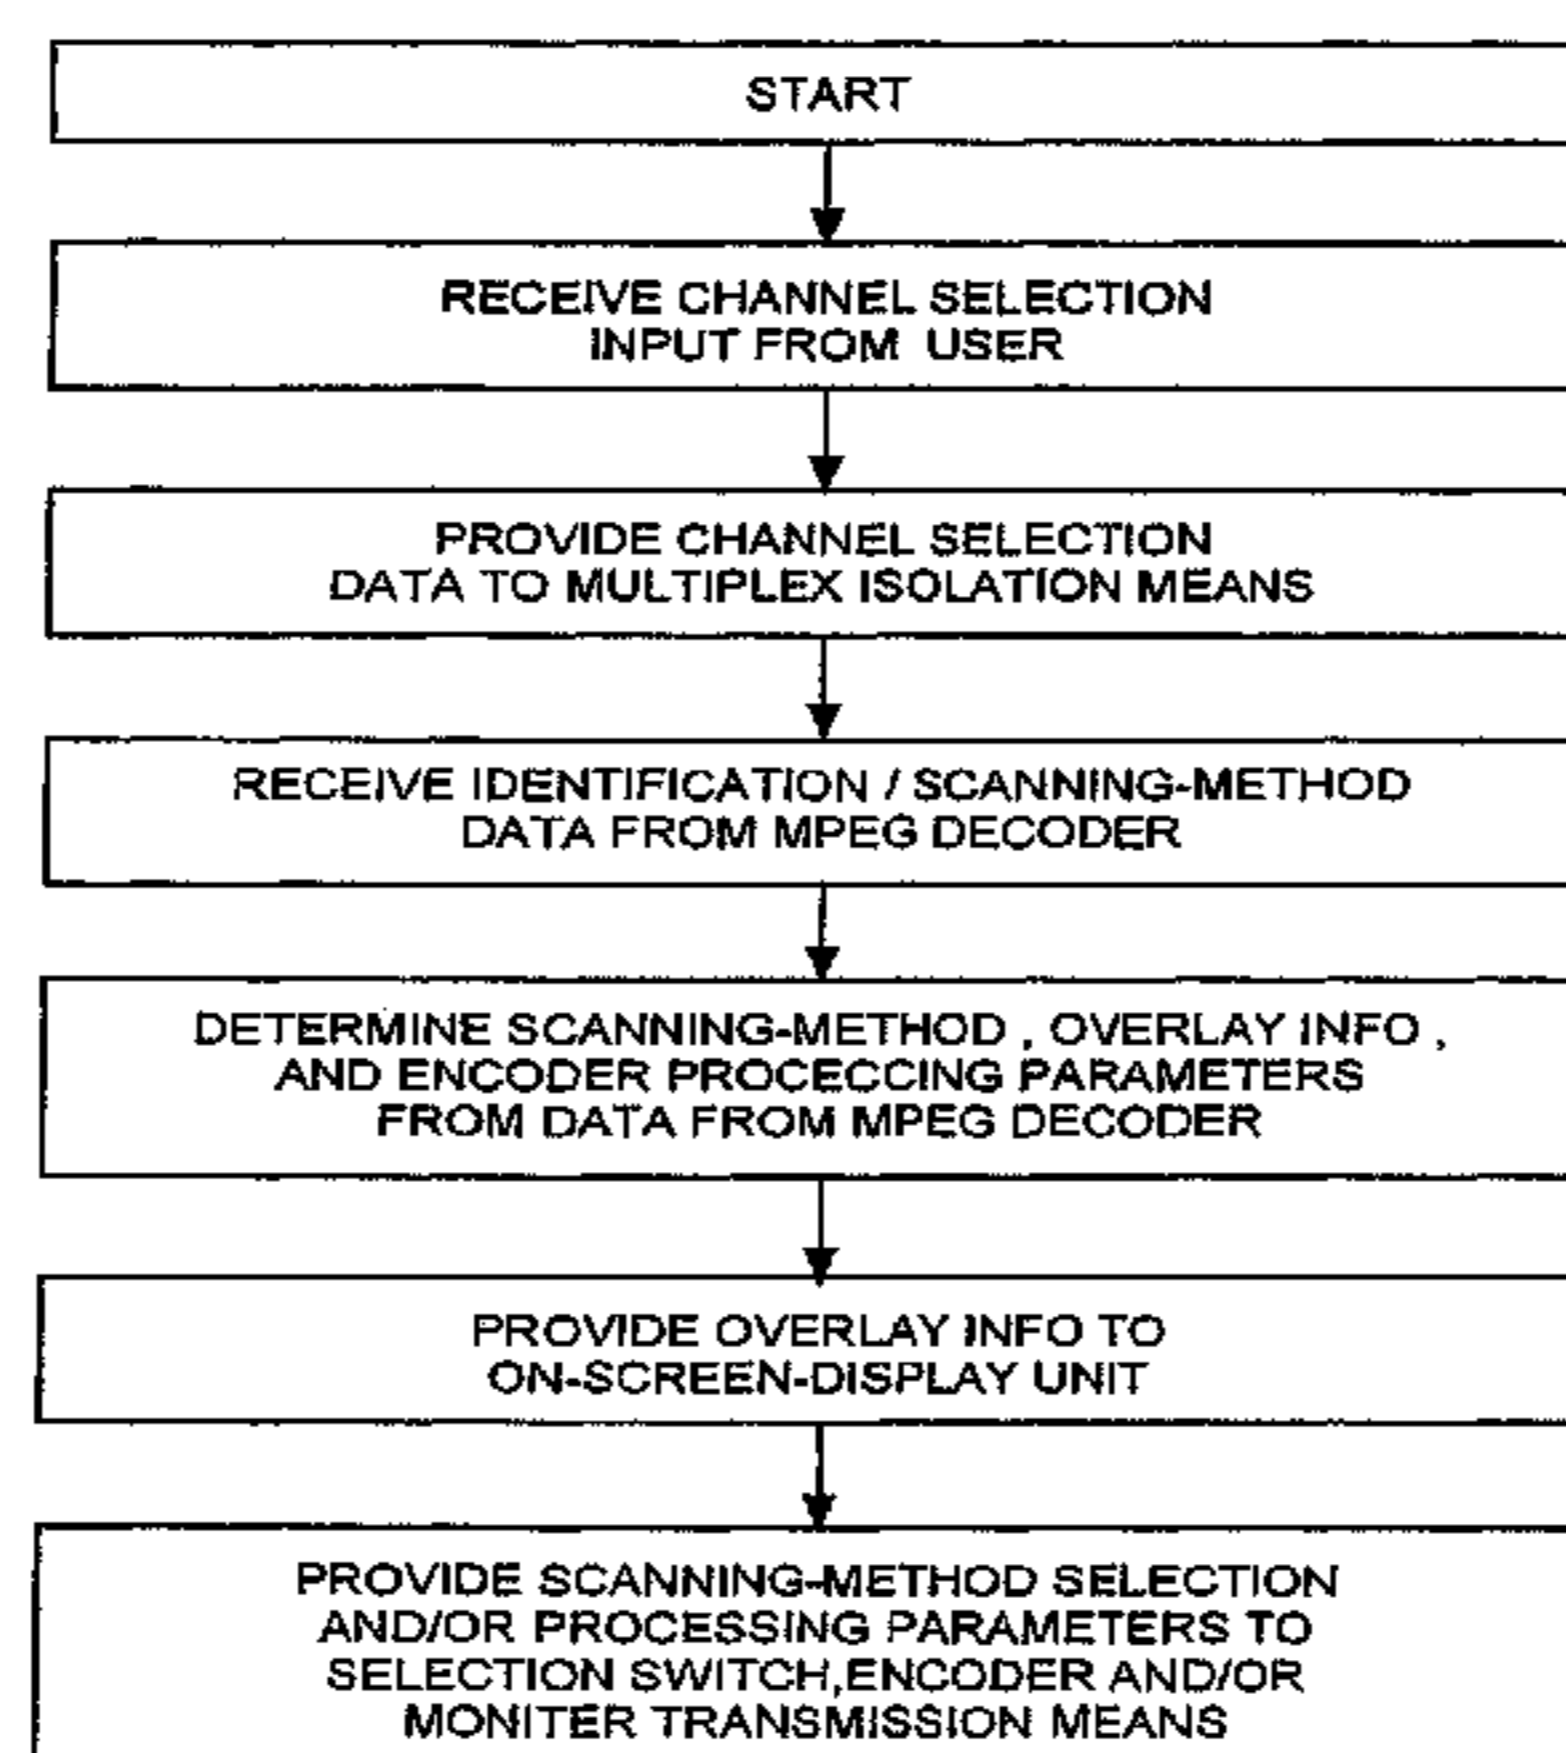 START
RECEIVE CHANNEL SELECTION
INPUT FROM USER
PROVIDE CHANNEL SELECTION
DATA TO MULTIPLEX ISOLATION MEANS
RECEIVE IDENTIFICATION / SCANNING-METHOD
DATA FROM MPEG DECODER
DETERMINE SCANNING-METHOD , OVERLAY INFO ,
AND ENCODER PROCECCING PARAMETERS
FROM DATA FROM MPEG DECODER
PROVIDE OVERLAY INFO TO
ON-SCREEN-DISPLAY UNIT
PROVIDE SCANNING-METHOD SELECTION
AND/OR PROCESSING PARAMETERS TO
SELECTION SWITCH,ENCODER AND/OR
MONITER TRANSMISSION MEANS